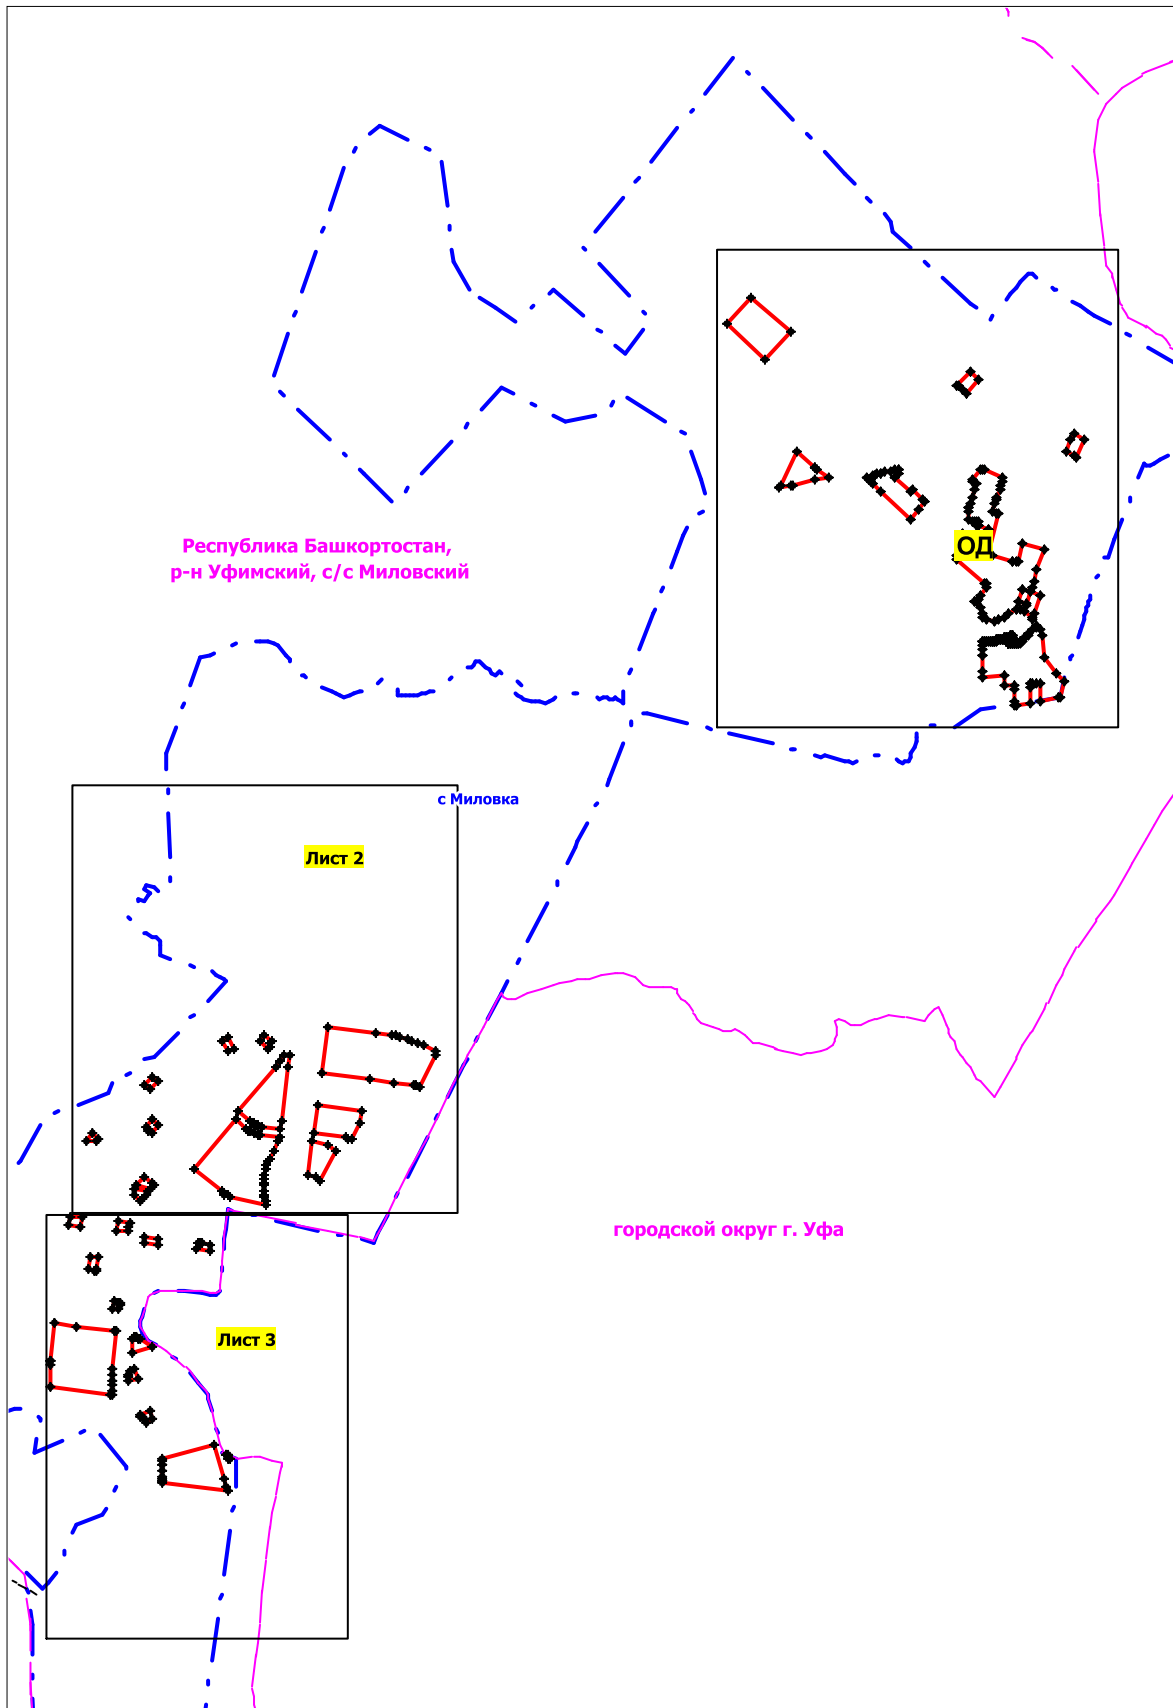 Республика Башкортостан,
р-н Уфимский, с/с Миловский
ОД
с Миловка
Лист 2
городской округ г. Уфа
Лист 3